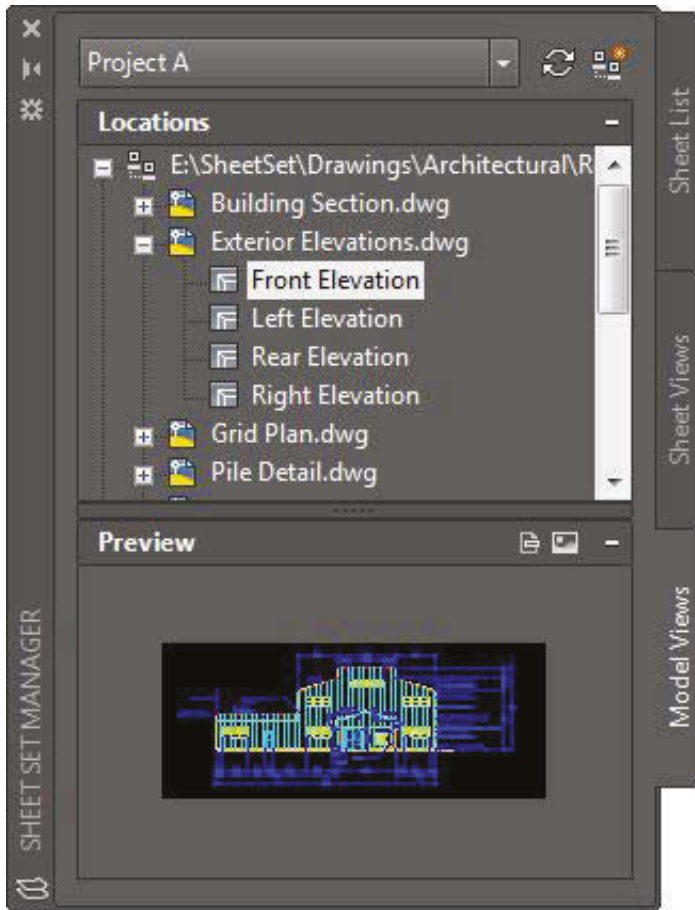 Project A
Locations
E:\SheetSet\Drawings\Architectural\R
Building Section.dwg
Exterior Elevations.dwg
Front Elevation
Left Elevation
Rear Elevation
Right Elevation
Grid Plan.dwg
Pile Detail.dwg
Preview
Sheet List
Sheet Views
Model Views
SHEET SET MANAGER